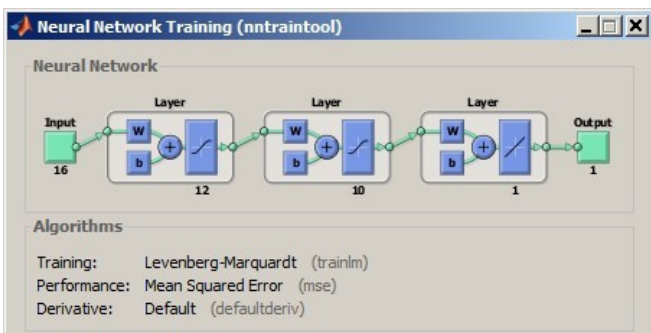 Neural Network Training (nntraintool)
Neural Network
Layer Layer Layer
Input Output
W W W
b b b
16 12 10 1 1
Algorithms
Training: Levenberg-Marquardt (trainlm)
Performance: Mean Squared Error (mse)
Derivative: Default (defaultderiv)